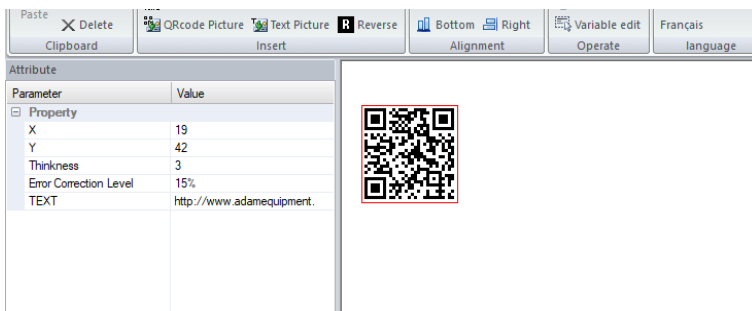 Paste
Delete
QRcode Picture Text Picture R Reverse
Bottom Right
Variable edit
Français
Clipboard Insert Alignment Operate language
Attribute
Parameter Value
Property
X 19
Y 42
Thinkness 3
Error Correction Level 15%
TEXT http://www.adamequipment.